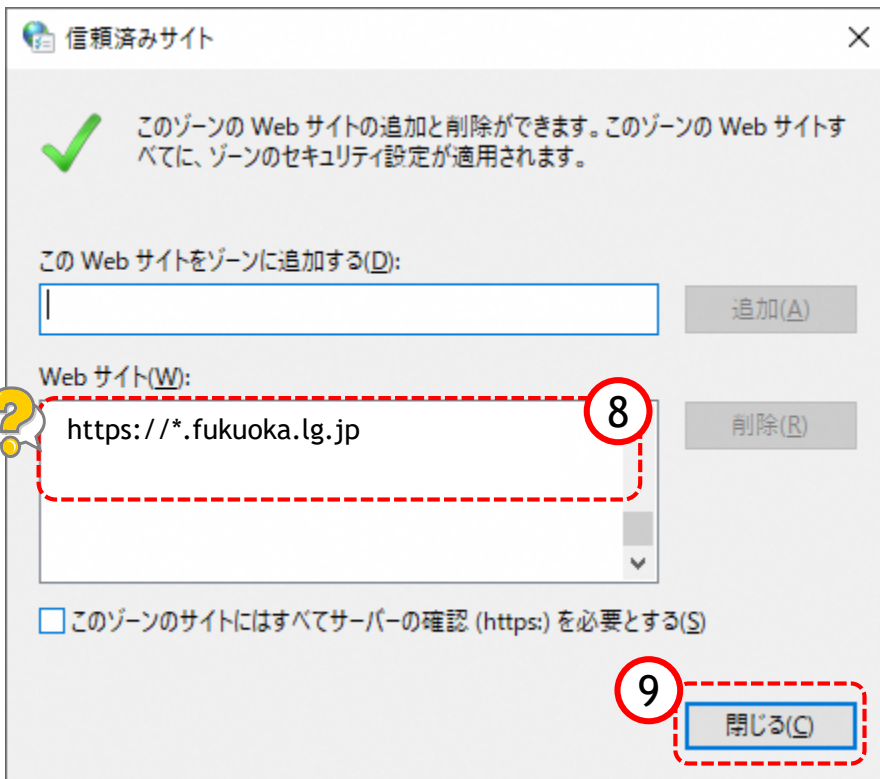 信頼済みサイト
このゾーンの Web サイトの追加と削除ができます。このゾーンの Web サイトす
べてに、ゾーンのセキュリティ設定が適用されます。
この Web サイトをゾーンに追加する(D):
追加(A)
Web サイト(W):
8
?
https://*.fukuoka.lg.jp
削除(R)
このゾーンのサイトにはすべてサーバーの確認 (https:) を必要とする(S)
9
閉じる(C)